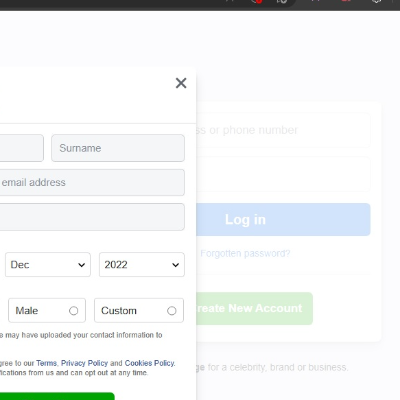 ss or phone number
Surname
email address
Log in
Forgotten password?
Dec 2022
Male Custom
reate New Account
e may have uploaded your contact information to
gree to our Terms, Privacy Policy and Cookies Policy.
ge for a celebrity, brand or business.
ications from us and can opt out at any time.